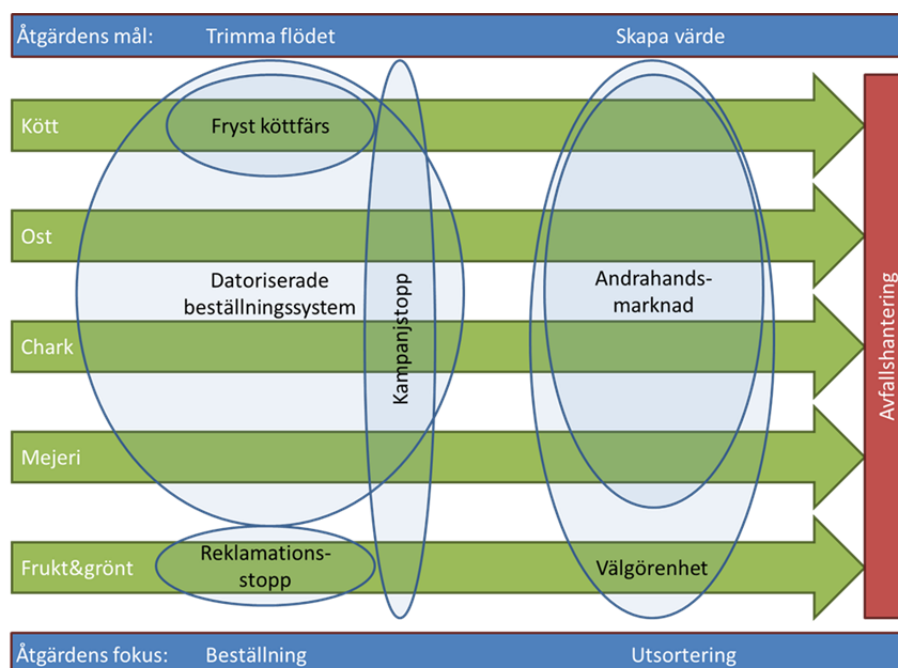 Åtgärdens mål: Trimma flödet Skapa värde
Kött
Fryst köttfärs
Ost
Datoriserade
beställningssystem
Kampanjstopp
Andrahands-
marknad
Chark
Avfallshantering
Mejeri
Frukt&grönt
Reklamations-
stopp
Välgörenhet
Åtgärdens fokus: Beställning Utsortering